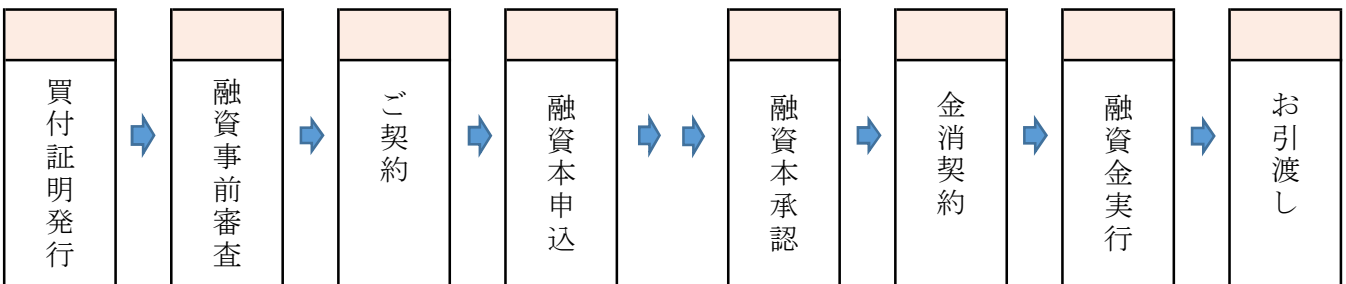 買付証明発行
融資事前審査
ご契約
融資本申込
融資本承認
金消契約
融資金実行
お引渡し